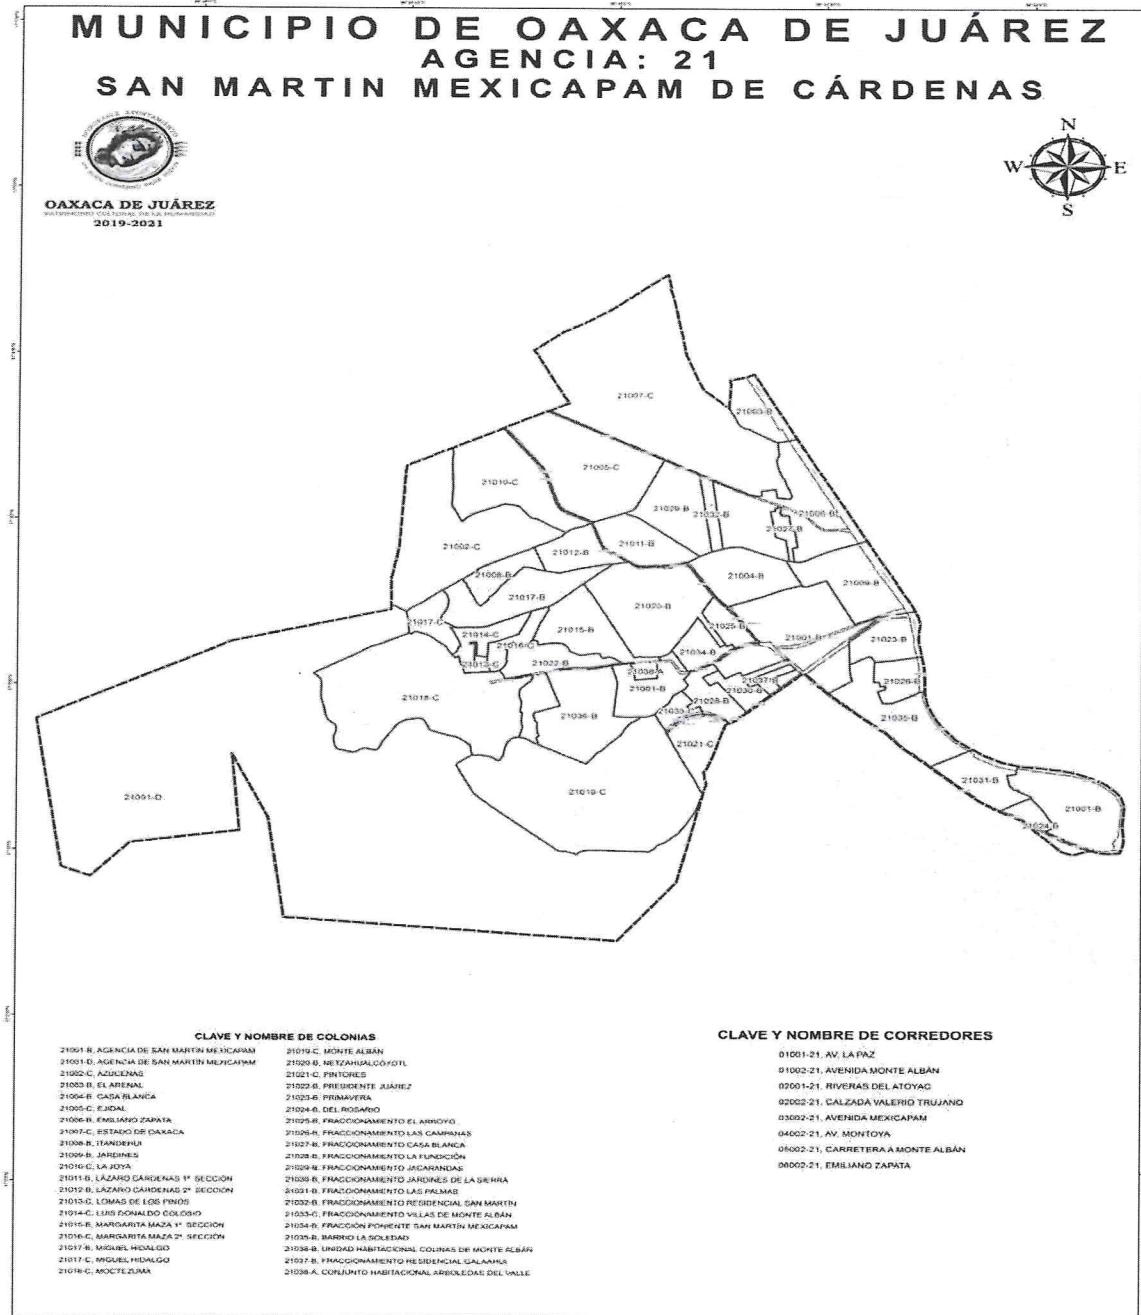 MUNICIPIO DE OAXACA DE JUÁREZ
AGENCIA: 21
SAN MARTIN MEXICAPAM DE CÁRDENAS
OAXACA DE JUÁREZ
2019-2021
N
W E
S
21007-C
21003-B
21005-C
21010-C
21029-B
21032-B
21006-B
21027-B
21002-C
21012-B
21011-B
21008-B
21004-B
21009-B
21017-B
21017-C
21020-B
21014-C
21016-C
21015-B
21025-B
21001-B
21023-B
21013-C
21022-B
21034-B
21038-A
21037-B
21026-B
21018-C
21001-B
21030-B
21028-B
21036-B
21033-C
21035-B
21021-C
21001-D
21019-C
21031-B
21001-B
21024-B
CLAVE Y NOMBRE DE COLONIAS
21001-B, AGENCIA DE SAN MARTIN MEXICAPAM
21001-D, AGENCIA DE SAN MARTIN MEXICAPAM
21002-C, AZUCENAS
21003-B, EL ARENAL
21004-B, CASA BLANCA
21005-C, EJIDAL
21006-B, EMILIANO ZAPATA
21007-C, ESTADO DE OAXACA
21008-B, ITANDEHUI
21009-B, JARDINES
21010-C, LA JOYA
21011-B, LÁZARO CÁRDENAS 1ª SECCIÓN
21012-B, LÁZARO CÁRDENAS 2ª SECCIÓN
21013-C, LOMAS DE LOS PINOS
21014-C, LUIS DONALDO COLOSIO
21015-B, MARGARITA MAZA 1ª SECCIÓN
21016-C, MARGARITA MAZA 2ª SECCIÓN
21017-B, MIGUEL HIDALGO
21017-C, MIGUEL HIDALGO
21018-C, MOCTEZUMA
21019-C, MONTE ALBÁN
21020-B, NETZAHUALCÓYOTL
21021-C, PINTORES
21022-B, PRESIDENTE JUÁREZ
21023-B, PRIMAVERA
21024-B, DEL ROSARIO
21025-B, FRACCIONAMIENTO EL ARROYO
21026-B, FRACCIONAMIENTO LAS CAMPANAS
21027-B, FRACCIONAMIENTO CASA BLANCA
21028-B, FRACCIONAMIENTO LA FUNDICIÓN
21029-B, FRACCIONAMIENTO JACARANDAS
21030-B, FRACCIONAMIENTO JARDINES DE LA SIERRA
21031-B, FRACCIONAMIENTO LAS PALMAS
21032-B, FRACCIONAMIENTO RESIDENCIAL SAN MARTÍN
21033-C, FRACCIONAMIENTO VILLAS DE MONTE ALBÁN
21034-B, FRACCIÓN PONIENTE SAN MARTÍN MEXICAPAM
21035-B, BARRIO LA SOLEDAD
21036-B, UNIDAD HABITACIONAL COLINAS DE MONTE ALBÁN
21037-B, FRACCIONAMIENTO RESIDENCIAL GALAAHUI
21038-A, CONJUNTO HABITACIONAL ARBOLEDAS DEL VALLE
CLAVE Y NOMBRE DE CORREDORES
01001-21, AV. LA PAZ
01002-21, AVENIDA MONTE ALBÁN
02001-21, RIVERAS DEL ATOYAC
02002-21, CALZADA VALERIO TRUJANO
03002-21, AVENIDA MEXICAPAM
04002-21, AV. MONTOYA
05002-21, CARRETERA A MONTE ALBÁN
06002-21, EMILIANO ZAPATA